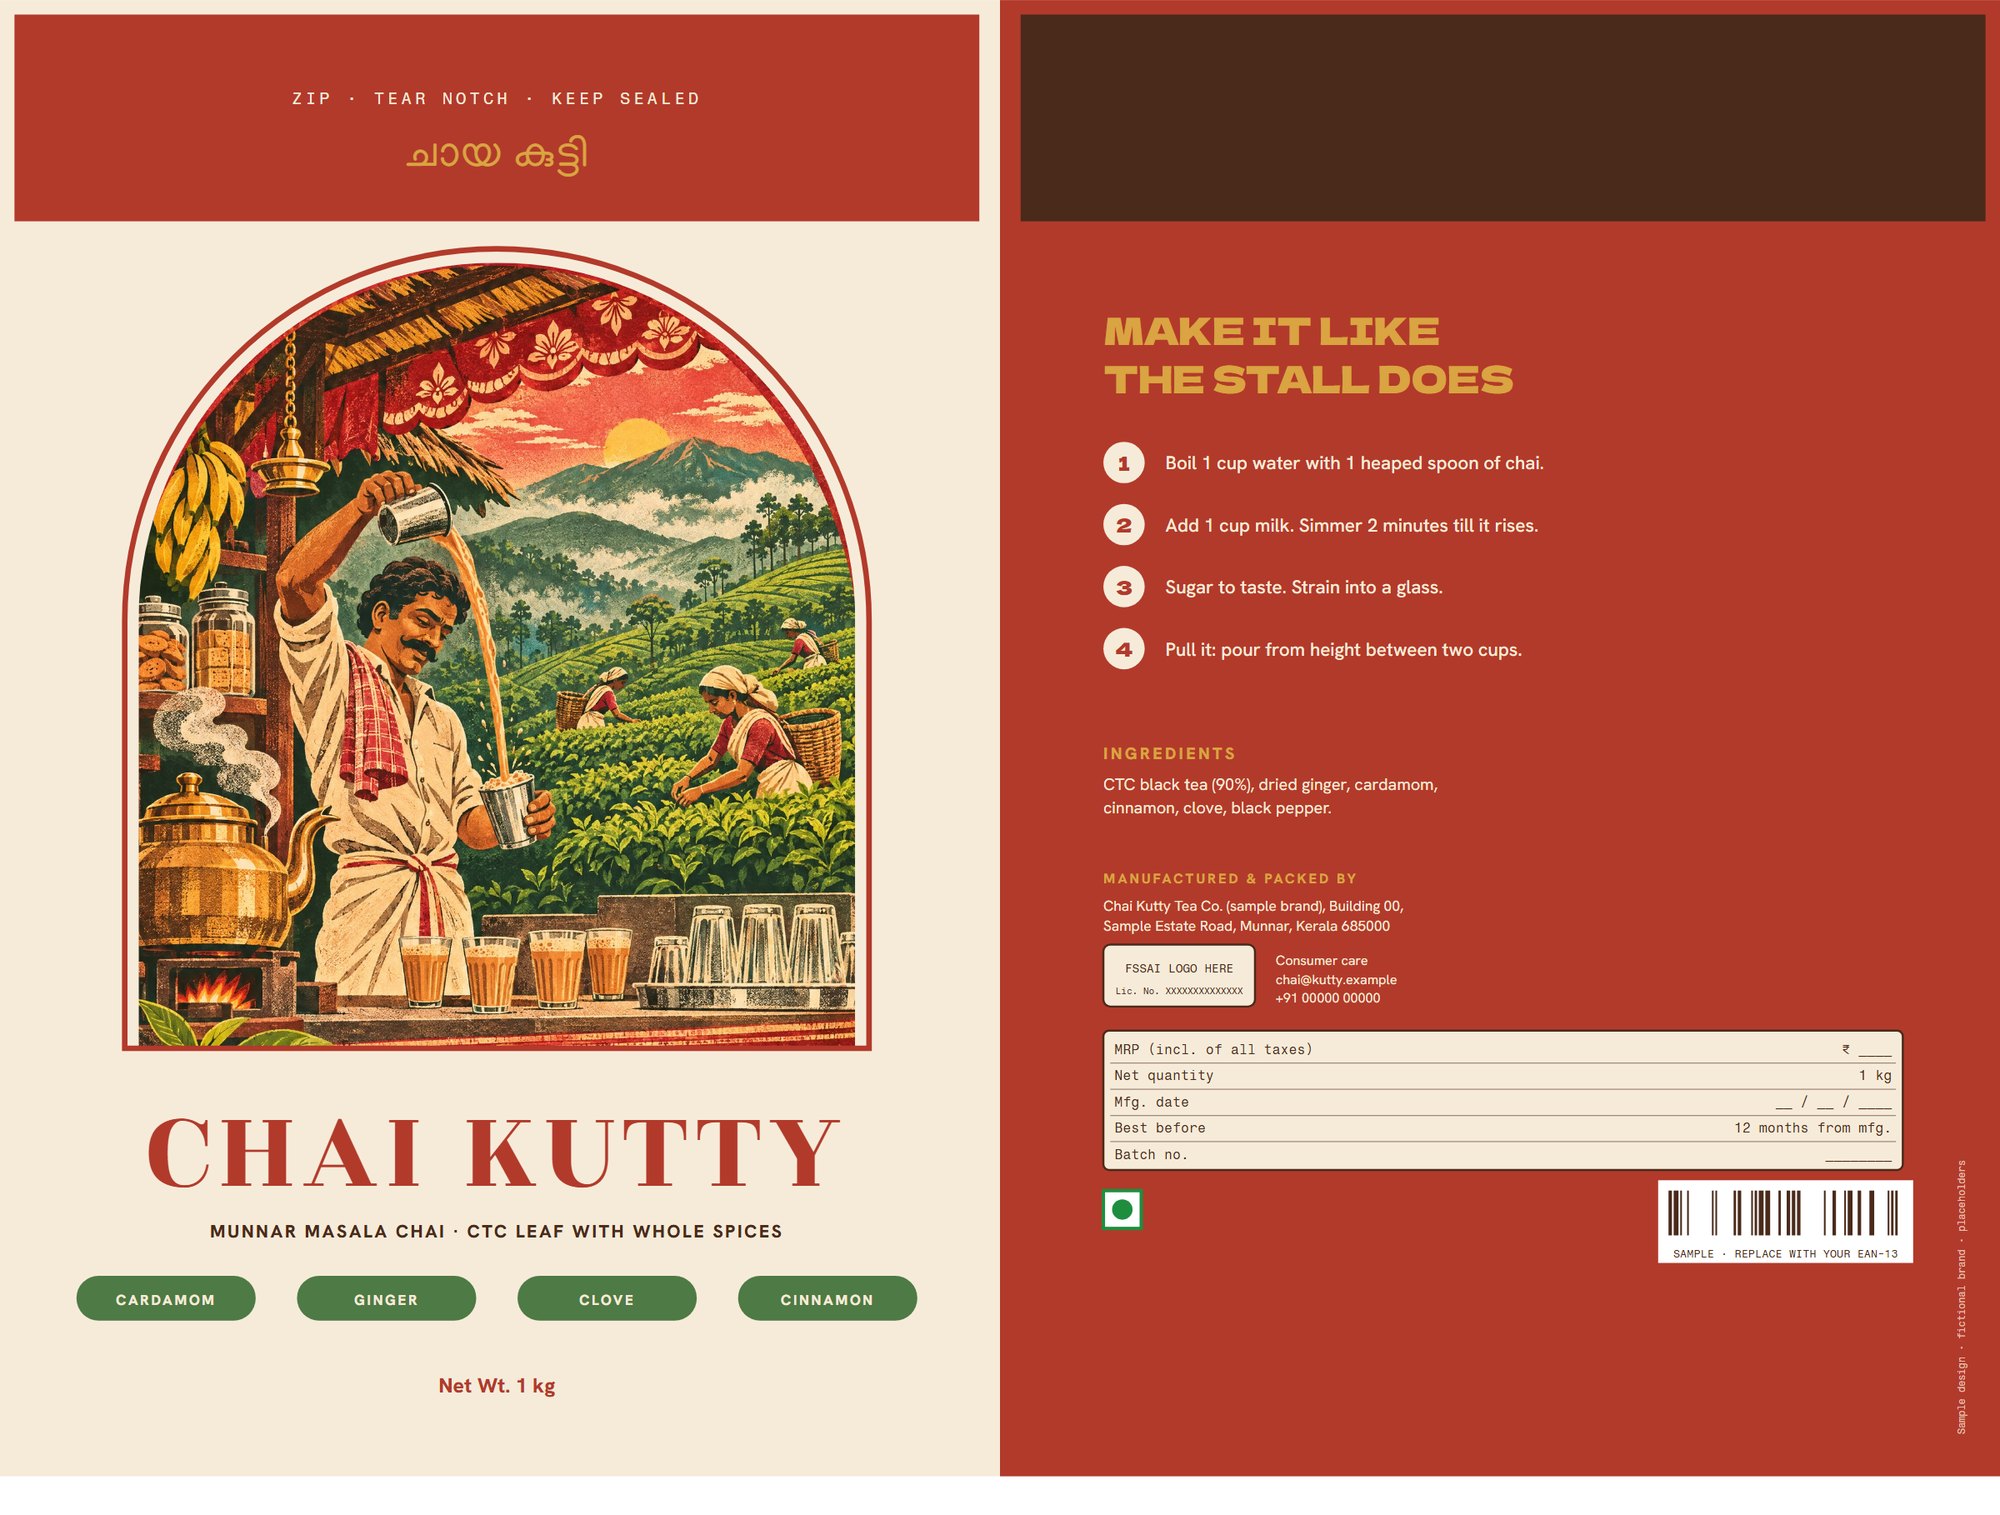 ZIP · TEAR NOTCH · KEEP SEALED
ചായ കുട്ടി
CHAI KUTTY
MUNNAR MASALA CHAI · CTC LEAF WITH WHOLE SPICES
CARDAMOM
GINGER
CLOVE
CINNAMON
Net Wt. 1 kg
MAKE IT LIKE
THE STALL DOES
1 Boil 1 cup water with 1 heaped spoon of chai.
2 Add 1 cup milk. Simmer 2 minutes till it rises.
3 Sugar to taste. Strain into a glass.
4 Pull it: pour from height between two cups.
INGREDIENTS
CTC black tea (90%), dried ginger, cardamom,
cinnamon, clove, black pepper.
MANUFACTURED & PACKED BY
Chai Kutty Tea Co. (sample brand), Building 00,
Sample Estate Road, Munnar, Kerala 685000
FSSAI LOGO HERE
Lic. No. XXXXXXXXXXXXXX
Consumer care
chai@kutty.example
+91 00000 00000
MRP (incl. of all taxes) ₹ ____
Net quantity 1 kg
Mfg. date __ / __ / ____
Best before 12 months from mfg.
Batch no. ________
SAMPLE · REPLACE WITH YOUR EAN-13
Sample design · fictional brand · placeholders